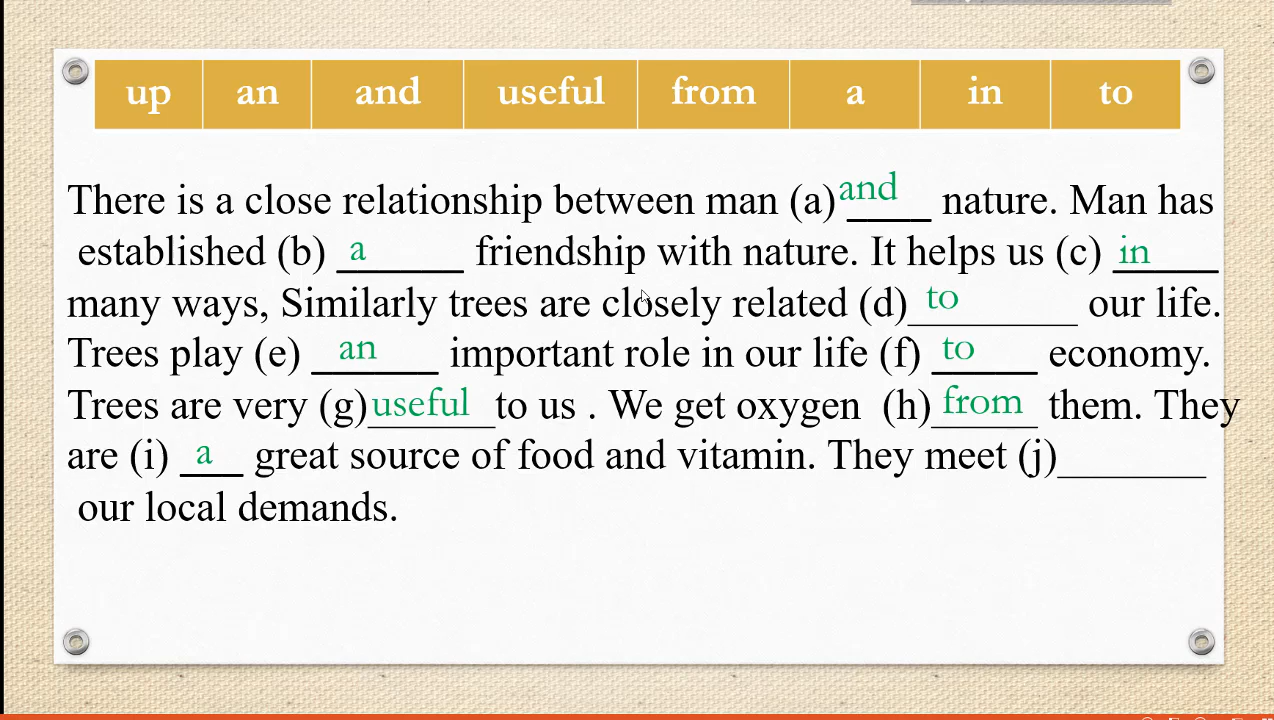 up an and useful from a in to
There is a close relationship between man (a) and nature. Man has
established (b) a friendship with nature. It helps us (c) in
many ways, Similarly trees are closely related (d) to our life.
Trees play (e) an important role in our life (f) to economy.
Trees are very (g) useful to us . We get oxygen (h) from them. They
are (i) a great source of food and vitamin. They meet (j)________
our local demands.